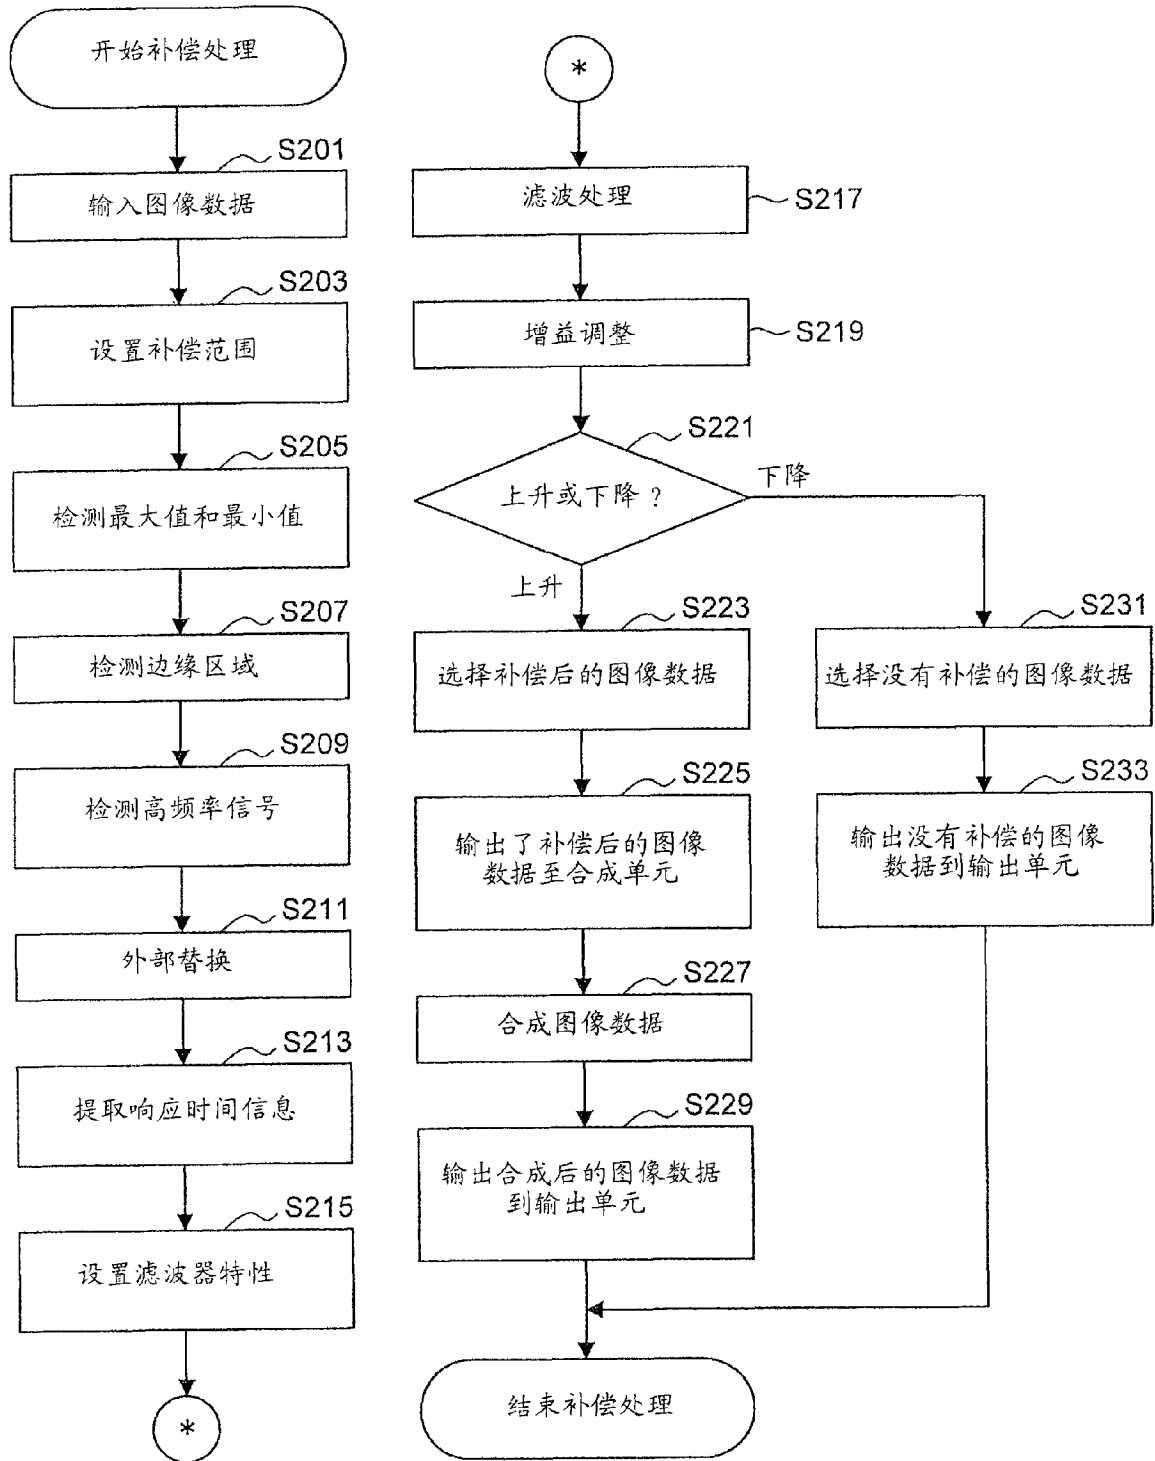 开始补偿处理
S201
输入图像数据
S203
设置补偿范围
S205
检测最大值和最小值
S207
检测边缘区域
S209
检测高频率信号
S211
外部替换
S213
提取响应时间信息
S215
设置滤波器特性
*
*
滤波处理
S217
增益调整
S219
S221
上升或下降?
下降
上升
S223
选择补偿后的图像数据
S225
输出了补偿后的图像
数据至合成单元
S227
合成图像数据
S229
输出合成后的图像数据
到输出单元
S231
选择没有补偿的图像数据
S233
输出没有补偿的图像
数据到输出单元
结束补偿处理